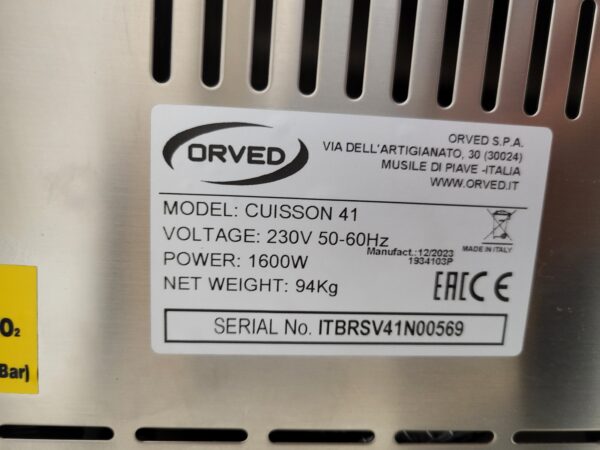 ORVED
ORVED S.P.A.
VIA DELL'ARTIGIANATO, 30 (30024)
MUSILE DI PIAVE -ITALIA
WWW.ORVED.IT
MODEL: CUISSON 41
VOLTAGE: 230V 50-60Hz
Manufact.:12/2023
1934103P
MADE IN ITALY
POWER: 1600W
NET WEIGHT: 94Kg
EAC CE
SERIAL No. ITBRSV41N00569
O₂
Bar)